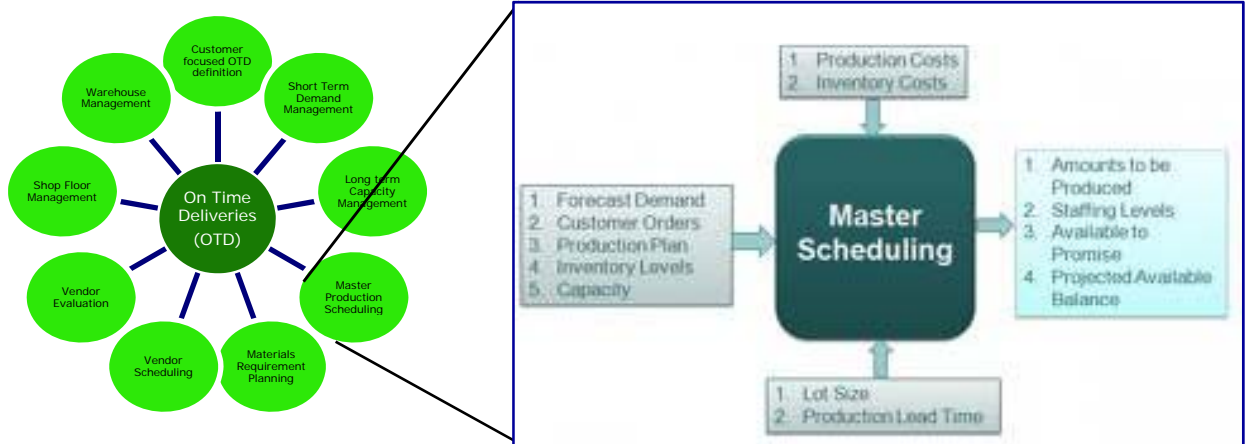 Customer
focused OTD
definition
Short Term
Demand
Management
Long term
Capacity
Management
Master
Production
Scheduling
Materials
Requirement
Planning
Vendor
Scheduling
Vendor
Evaluation
Shop Floor
Management
Warehouse
Management
On Time
Deliveries
(OTD)
1. Production Costs
2. Inventory Costs
1. Forecast Demand
2. Customer Orders
3. Production Plan
4. Inventory Levels
5. Capacity
Master
Scheduling
1. Amounts to be
Produced
2. Staffing Levels
3. Available to
Promise
4. Projected Available
Balance
1. Lot Size
2. Production Lead Time